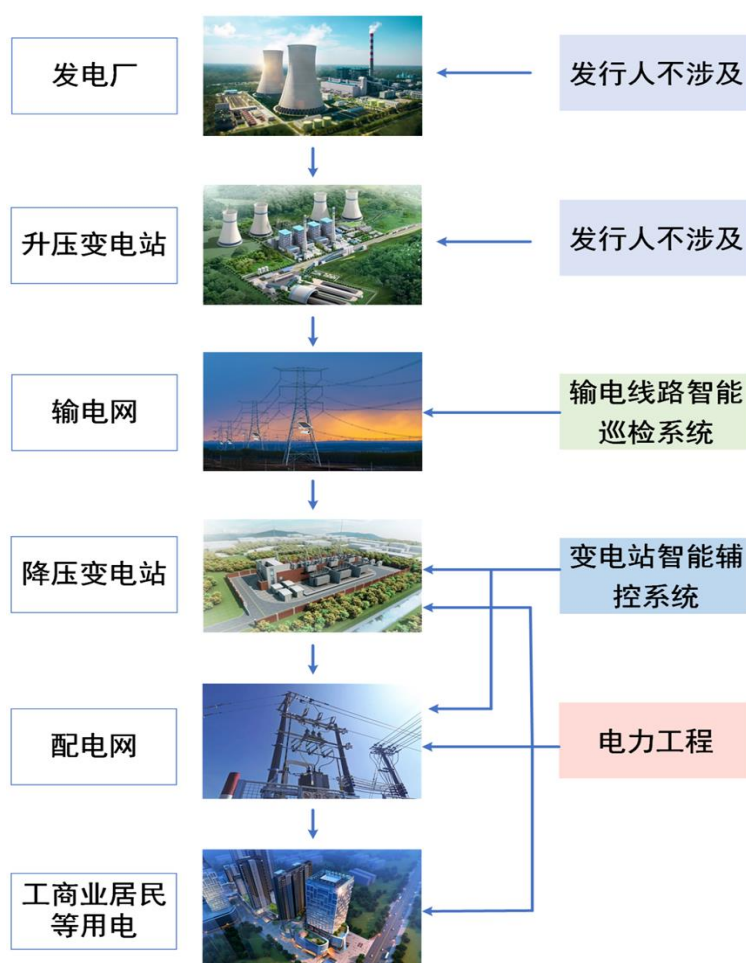 发电厂
发行人不涉及
升压变电站
发行人不涉及
输电网
输电线路智能
巡检系统
降压变电站
变电站智能辅
控系统
配电网
电力工程
工商业居民
等用电